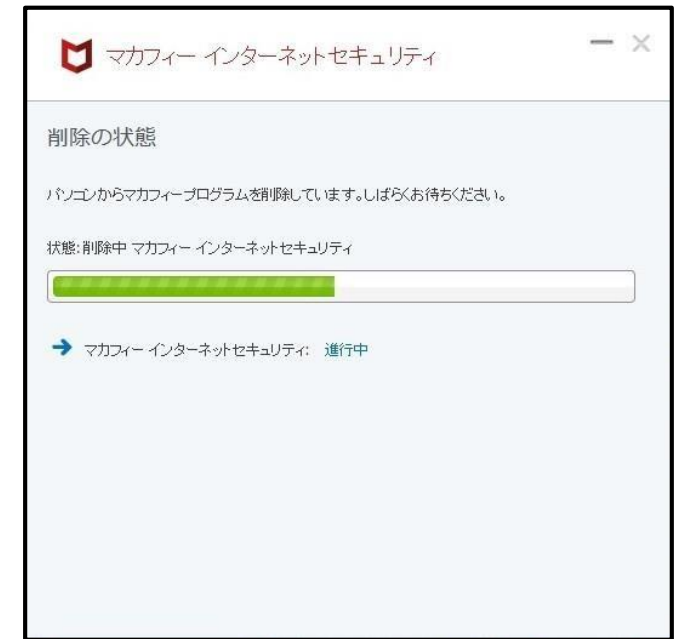 マカフィー インターネットセキュリティ
削除の状態
パソコンからマカフィープログラムを削除しています。しばらくお待ちください。
状態:削除中 マカフィー インターネットセキュリティ
マカフィー インターネットセキュリティ: 進行中